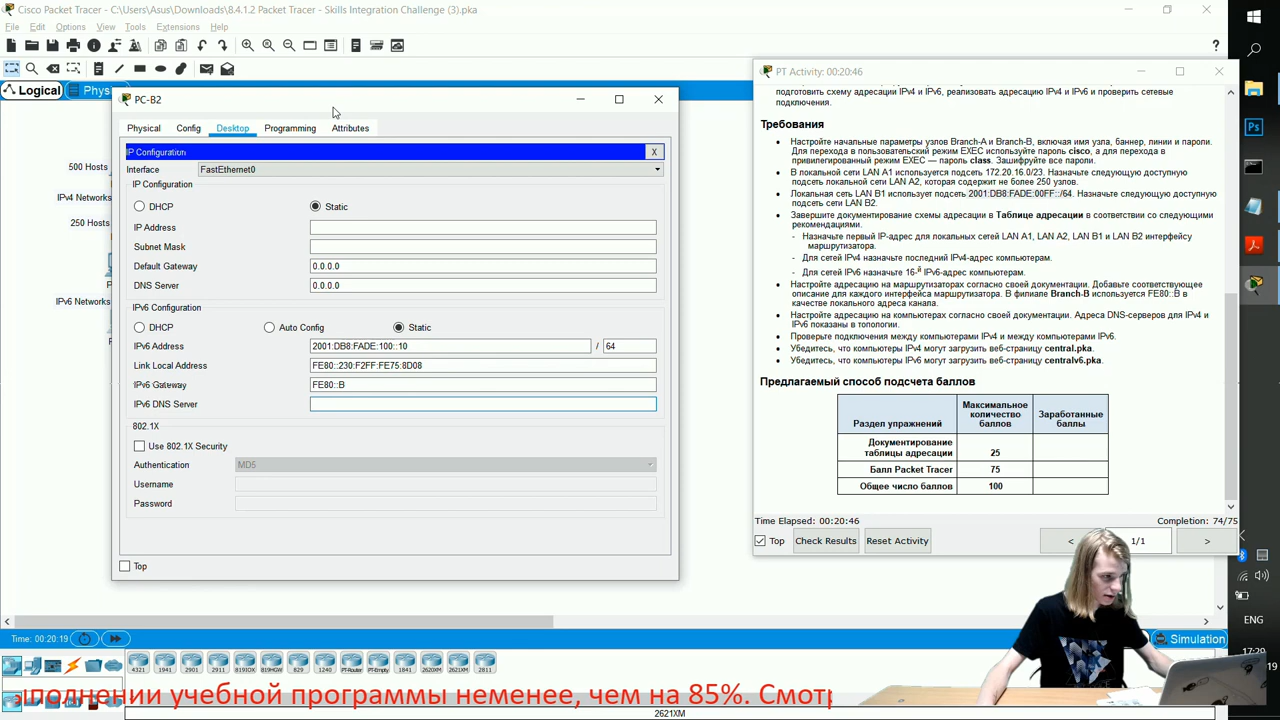 Cisco Packet Tracer - C:\Users\Asus\Downloads\8.4.1.2 Packet Tracer - Skills Integration Challenge (3).pka
File Edit Options View Tools Extensions Help
?
Logical
500 Hosts
IPv4 Networks
250 Hosts
IPv6 Networks
PC-B2
Physical Config Desktop Programming Attributes
IP Configuration X
Interface FastEthernet0
IP Configuration
DHCP Static
IP Address
Subnet Mask
Default Gateway 0.0.0.0
DNS Server 0.0.0.0
IPv6 Configuration
DHCP Auto Config Static
IPv6 Address 2001:DB8:FADE:100::10 / 64
Link Local Address FE80::230:F2FF:FE75:8D08
IPv6 Gateway FE80::B
IPv6 DNS Server
802.1X
Use 802.1X Security
Authentication MD5
Username
Password
Top
PT Activity: 00:20:46
подготовить схему адресации IPv4 и IPv6, реализовать адресацию IPv4 и IPv6 и проверить сетевые
подключения.
Требования
Настройте начальные параметры узлов Branch-A и Branch-B, включая имя узла, баннер, линии и пароли.
Для перехода в пользовательский режим EXEC используйте пароль cisco, а для перехода в
привилегированный режим EXEC — пароль class. Зашифруйте все пароли.
В локальной сети LAN A1 используется подсеть 172.20.16.0/23. Назначьте следующую доступную
подсеть локальной сети LAN A2, которая содержит не более 250 узлов.
Локальная сеть LAN B1 использует подсеть 2001:DB8:FADE:00FF::/64. Назначьте следующую доступную
подсеть сети LAN B2.
Завершите документирование схемы адресации в Таблице адресации в соответствии со следующими
рекомендациями.
- Назначьте первый IP-адрес для локальных сетей LAN A1, LAN A2, LAN B1 и LAN B2 интерфейсу
маршрутизатора.
- Для сетей IPv4 назначьте последний IPv4-адрес компьютерам.
- Для сетей IPv6 назначьте 16-й IPv6-адрес компьютерам.
Настройте адресацию на маршрутизаторах согласно своей документации. Добавьте соответствующее
описание для каждого интерфейса маршрутизатора. В филиале Branch-B используется FE80::B в
качестве локального адреса канала.
Настройте адресацию на компьютерах согласно своей документации. Адреса DNS-серверов для IPv4 и
IPv6 показаны в топологии.
Проверьте подключения между компьютерами IPv4 и между компьютерами IPv6.
Убедитесь, что компьютеры IPv4 могут загрузить веб-страницу central.pka.
Убедитесь, что компьютеры IPv6 могут загрузить веб-страницу centralv6.pka.
Предлагаемый способ подсчета баллов
Раздел упражнений Максимальное количество баллов Заработанные баллы
Документирование таблицы адресации 25
Балл Packet Tracer 75
Общее число баллов 100
Time Elapsed: 00:20:46 Completion: 74/75
Top Check Results Reset Activity < 1/1 >
Time: 00:20:19
Simulation
ENG
4321 1941 2901 2911 819IOX 819HGW 829 1240 PT-Router PT-Empty 1841 2620XM 2621XM 2811
ыполнении учебной программы неменее, чем на 85%. Смотр
2621XM